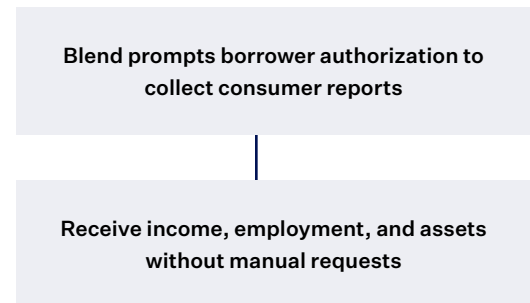 Blend prompts borrower authorization to
collect consumer reports
Receive income, employment, and assets
without manual requests